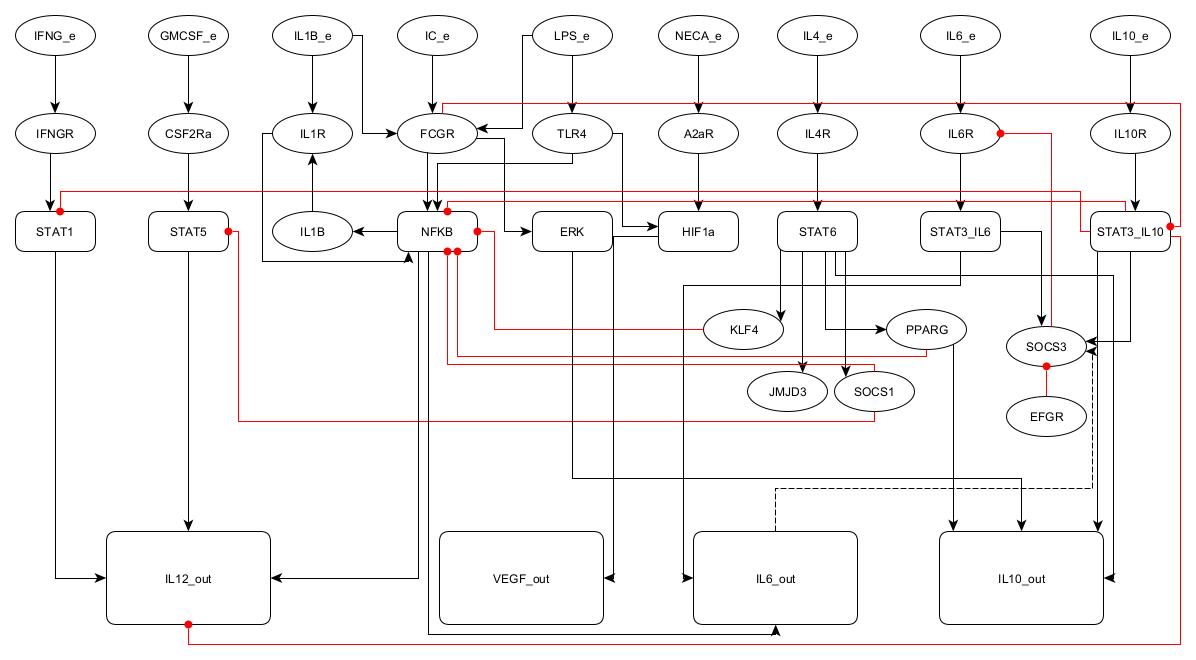 IFNG_e
GMCSF_e
IL1B_e
IC_e
LPS_e
NECA_e
IL4_e
IL6_e
IL10_e
IFNGR
CSF2Ra
IL1R
FCGR
TLR4
A2aR
IL4R
IL6R
IL10R
STAT1
STAT5
IL1B
NFKB
ERK
HIF1a
STAT6
STAT3_IL6
STAT3_IL10
KLF4
PPARG
SOCS3
JMJD3
SOCS1
EFGR
IL12_out
VEGF_out
IL6_out
IL10_out